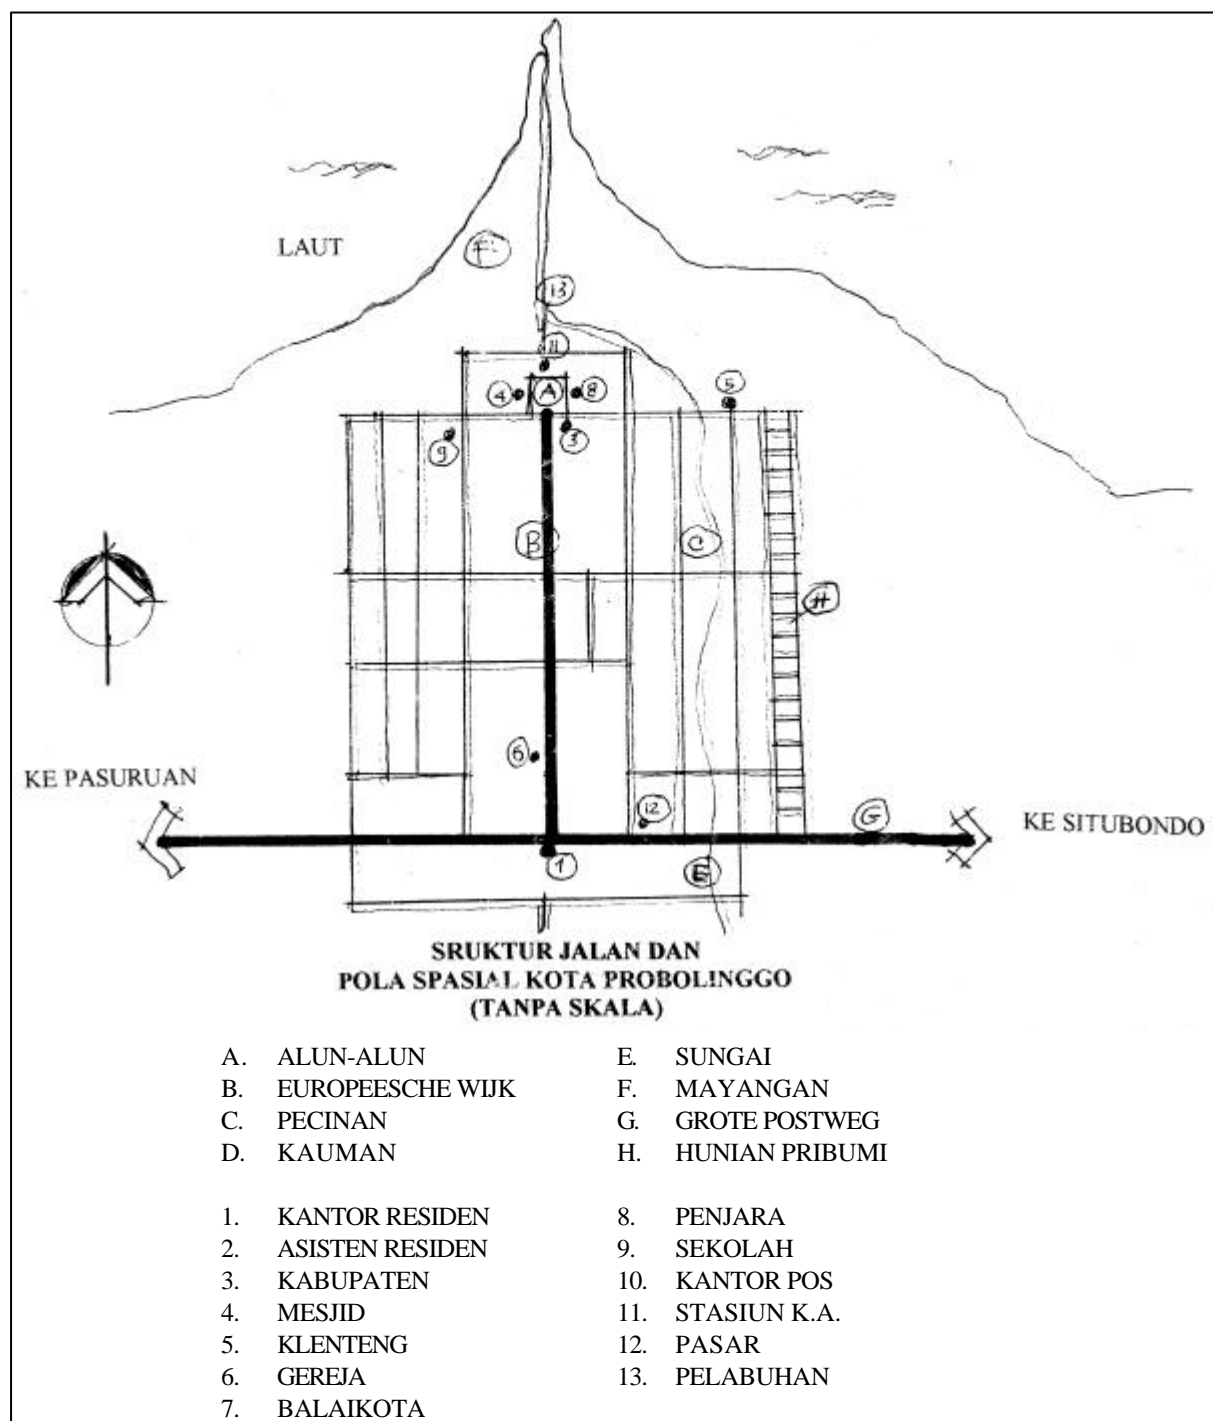 F
LAUT
13
11
5
4
A
8
3
9
B
C
H
6
KE PASURUAN
12
G
KE SITUBONDO
1
E
SRUKTUR JALAN DAN
POLA SPASIAL KOTA PROBOLINGGO
(TANPA SKALA)
A. ALUN-ALUN E. SUNGAI
B. EUROPEESCHE WIJK F. MAYANGAN
C. PECINAN G. GROTE POSTWEG
D. KAUMAN H. HUNIAN PRIBUMI
1. KANTOR RESIDEN 8. PENJARA
2. ASISTEN RESIDEN 9. SEKOLAH
3. KABUPATEN 10. KANTOR POS
4. MESJID 11. STASIUN K.A.
5. KLENTENG 12. PASAR
6. GEREJA 13. PELABUHAN
7. BALAIKOTA